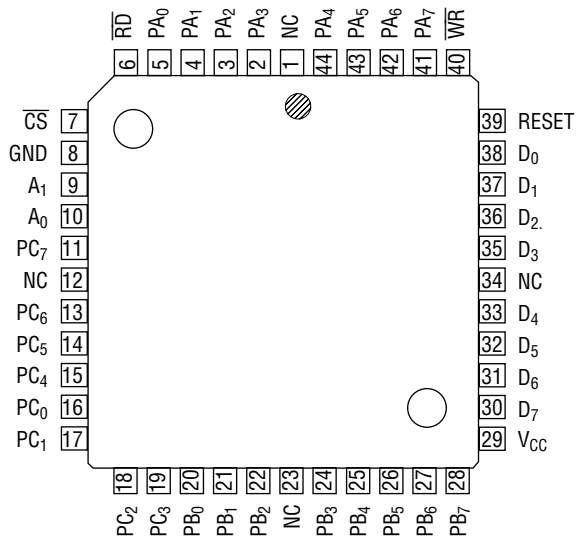 R̅D̅ PA₀ PA₁ PA₂ PA₃ NC PA₄ PA₅ PA₆ PA₇ W̅R̅
6 5 4 3 2 1 44 43 42 41 40
C̅S̅ 7
39 RESET
GND 8
38 D₀
A₁ 9
37 D₁
A₀ 10
36 D₂.
PC₇ 11
35 D₃
NC 12
34 NC
PC₆ 13
33 D₄
PC₅ 14
32 D₅
PC₄ 15
31 D₆
PC₀ 16
30 D₇
PC₁ 17
29 V_CC
18 19 20 21 22 23 24 25 26 27 28
PC₂ PC₃ PB₀ PB₁ PB₂ NC PB₃ PB₄ PB₅ PB₆ PB₇